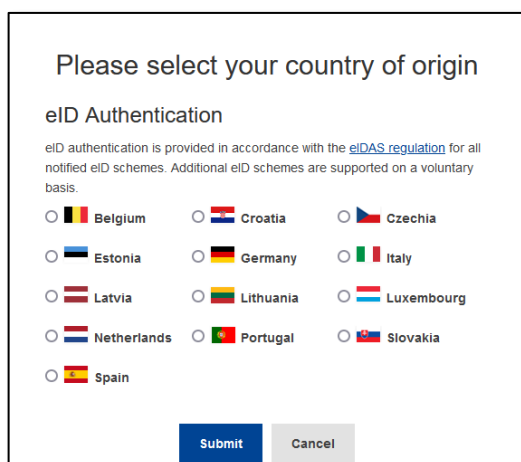 Please select your country of origin
eID Authentication
eID authentication is provided in accordance with the eIDAS regulation for all
notified eID schemes. Additional eID schemes are supported on a voluntary
basis.
Belgium Croatia Czechia
Estonia Germany Italy
Latvia Lithuania Luxembourg
Netherlands Portugal Slovakia
Spain
Submit Cancel